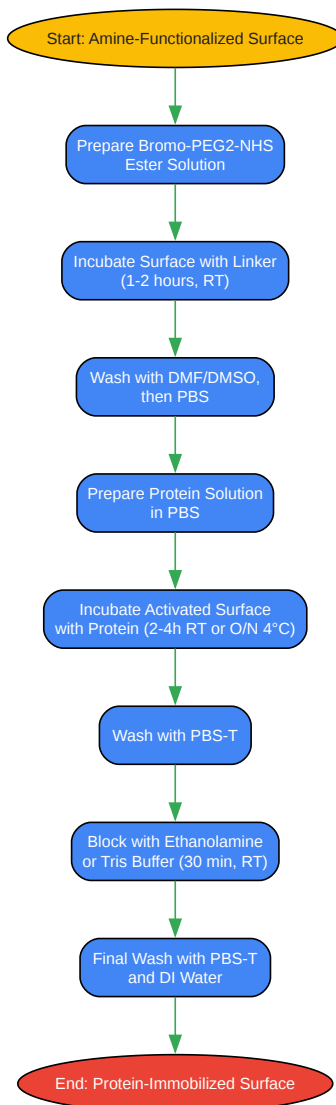 Start: Amine-Functionalized Surface
Prepare Bromo-PEG2-NHS
Ester Solution
Incubate Surface with Linker
(1-2 hours, RT)
Wash with DMF/DMSO,
then PBS
Prepare Protein Solution
in PBS
Incubate Activated Surface
with Protein (2-4h RT or O/N 4°C)
Wash with PBS-T
Block with Ethanolamine
or Tris Buffer (30 min, RT)
Final Wash with PBS-T
and DI Water
End: Protein-Immobilized Surface